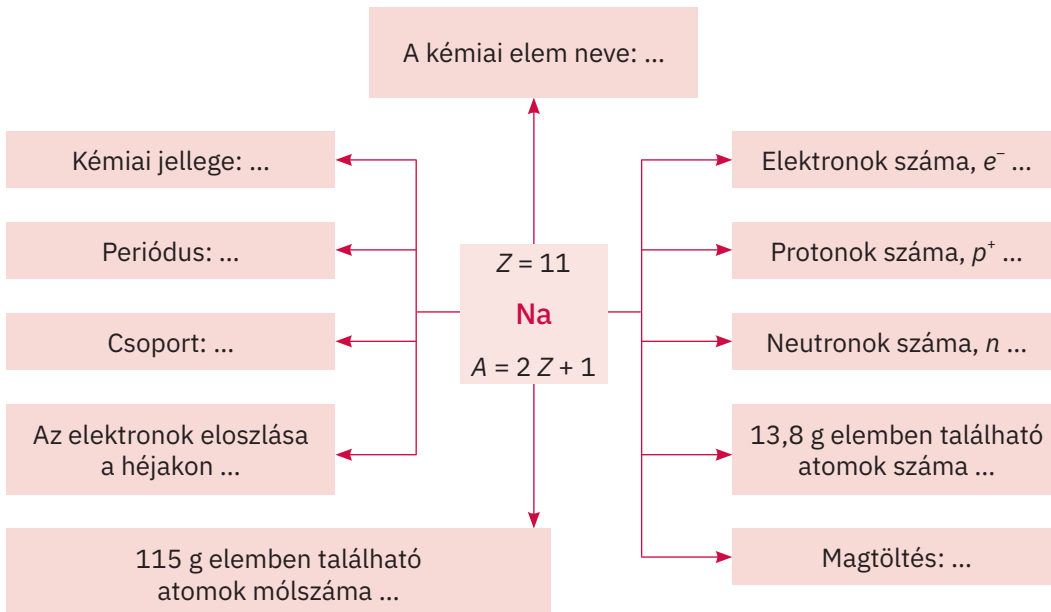 A kémiai elem neve: ...
Kémiai jellege: ...
Periódus: ...
Csoport: ...
Az elektronok eloszlása
a héjakon ...
115 g elemben található
atomok mólszáma ...
Z = 11
Na
A = 2 Z + 1
Elektronok száma, e⁻ ...
Protonok száma, p⁺ ...
Neutronok száma, n ...
13,8 g elemben található
atomok száma ...
Magtöltés: ...